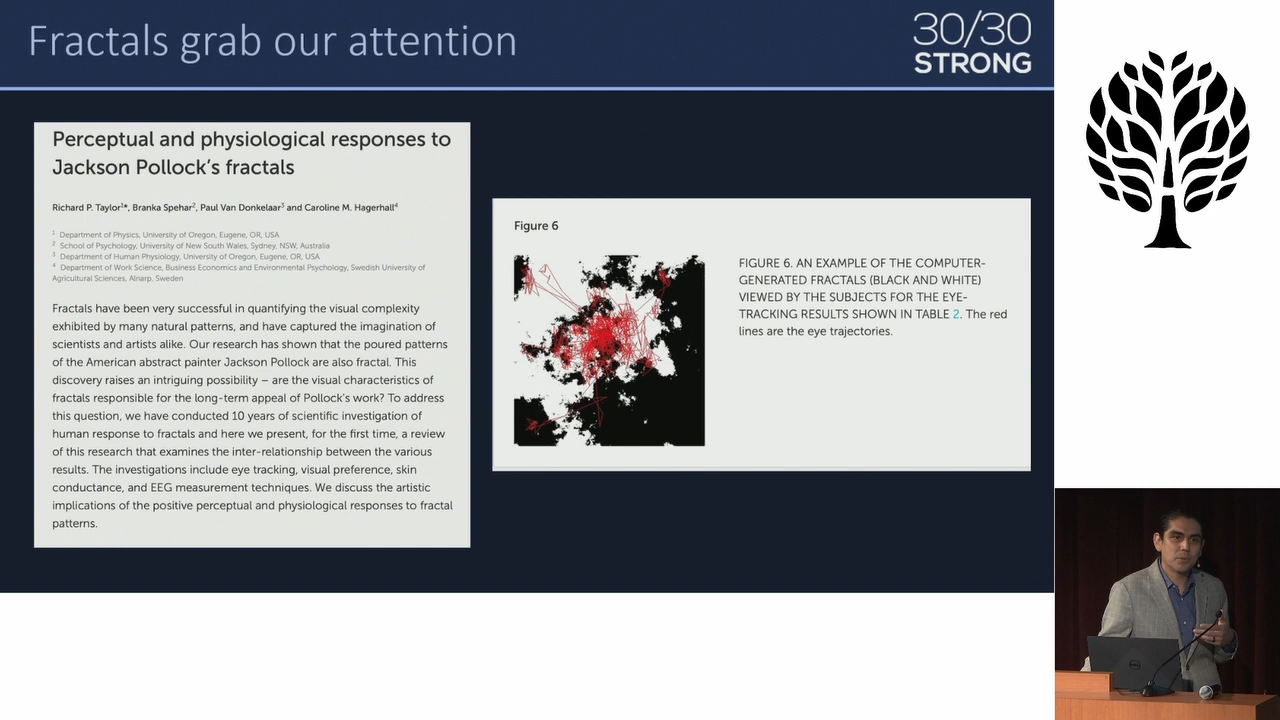 Fractals grab our attention
30/30
STRONG
Perceptual and physiological responses to
Jackson Pollock's fractals
Richard P. Taylor1*, Branka Spehar2, Paul Van Donkelaar3 and Caroline M. Hagerhall4
1 Department of Physics, University of Oregon, Eugene, OR, USA
2 School of Psychology, University of New South Wales, Sydney, NSW, Australia
3 Department of Human Physiology, University of Oregon, Eugene, OR, USA
4 Department of Work Science, Business Economics and Environmental Psychology, Swedish University of
Agricultural Sciences, Alnarp, Sweden
Fractals have been very successful in quantifying the visual complexity
exhibited by many natural patterns, and have captured the imagination of
scientists and artists alike. Our research has shown that the poured patterns
of the American abstract painter Jackson Pollock are also fractal. This
discovery raises an intriguing possibility – are the visual characteristics of
fractals responsible for the long-term appeal of Pollock's work? To address
this question, we have conducted 10 years of scientific investigation of
human response to fractals and here we present, for the first time, a review
of this research that examines the inter-relationship between the various
results. The investigations include eye tracking, visual preference, skin
conductance, and EEG measurement techniques. We discuss the artistic
implications of the positive perceptual and physiological responses to fractal
patterns.
Figure 6
FIGURE 6. AN EXAMPLE OF THE COMPUTER-
GENERATED FRACTALS (BLACK AND WHITE)
VIEWED BY THE SUBJECTS FOR THE EYE-
TRACKING RESULTS SHOWN IN TABLE 2. The red
lines are the eye trajectories.